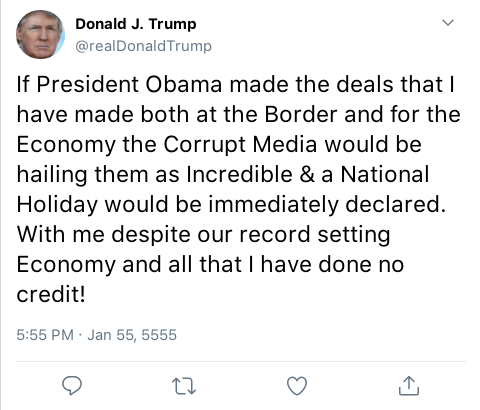 Donald J. Trump
@realDonaldTrump
If President Obama made the deals that I
have made both at the Border and for the
Economy the Corrupt Media would be
hailing them as Incredible & a National
Holiday would be immediately declared.
With me despite our record setting
Economy and all that I have done no
credit!
5:55 PM · Jan 55, 5555